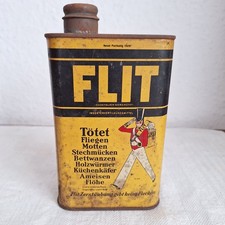 FLIT
Tötet
Fliegen
Motten
Stechmücken
Bettwanzen
Holzwürmer
Küchenkäfer
Ameisen
Flöhe